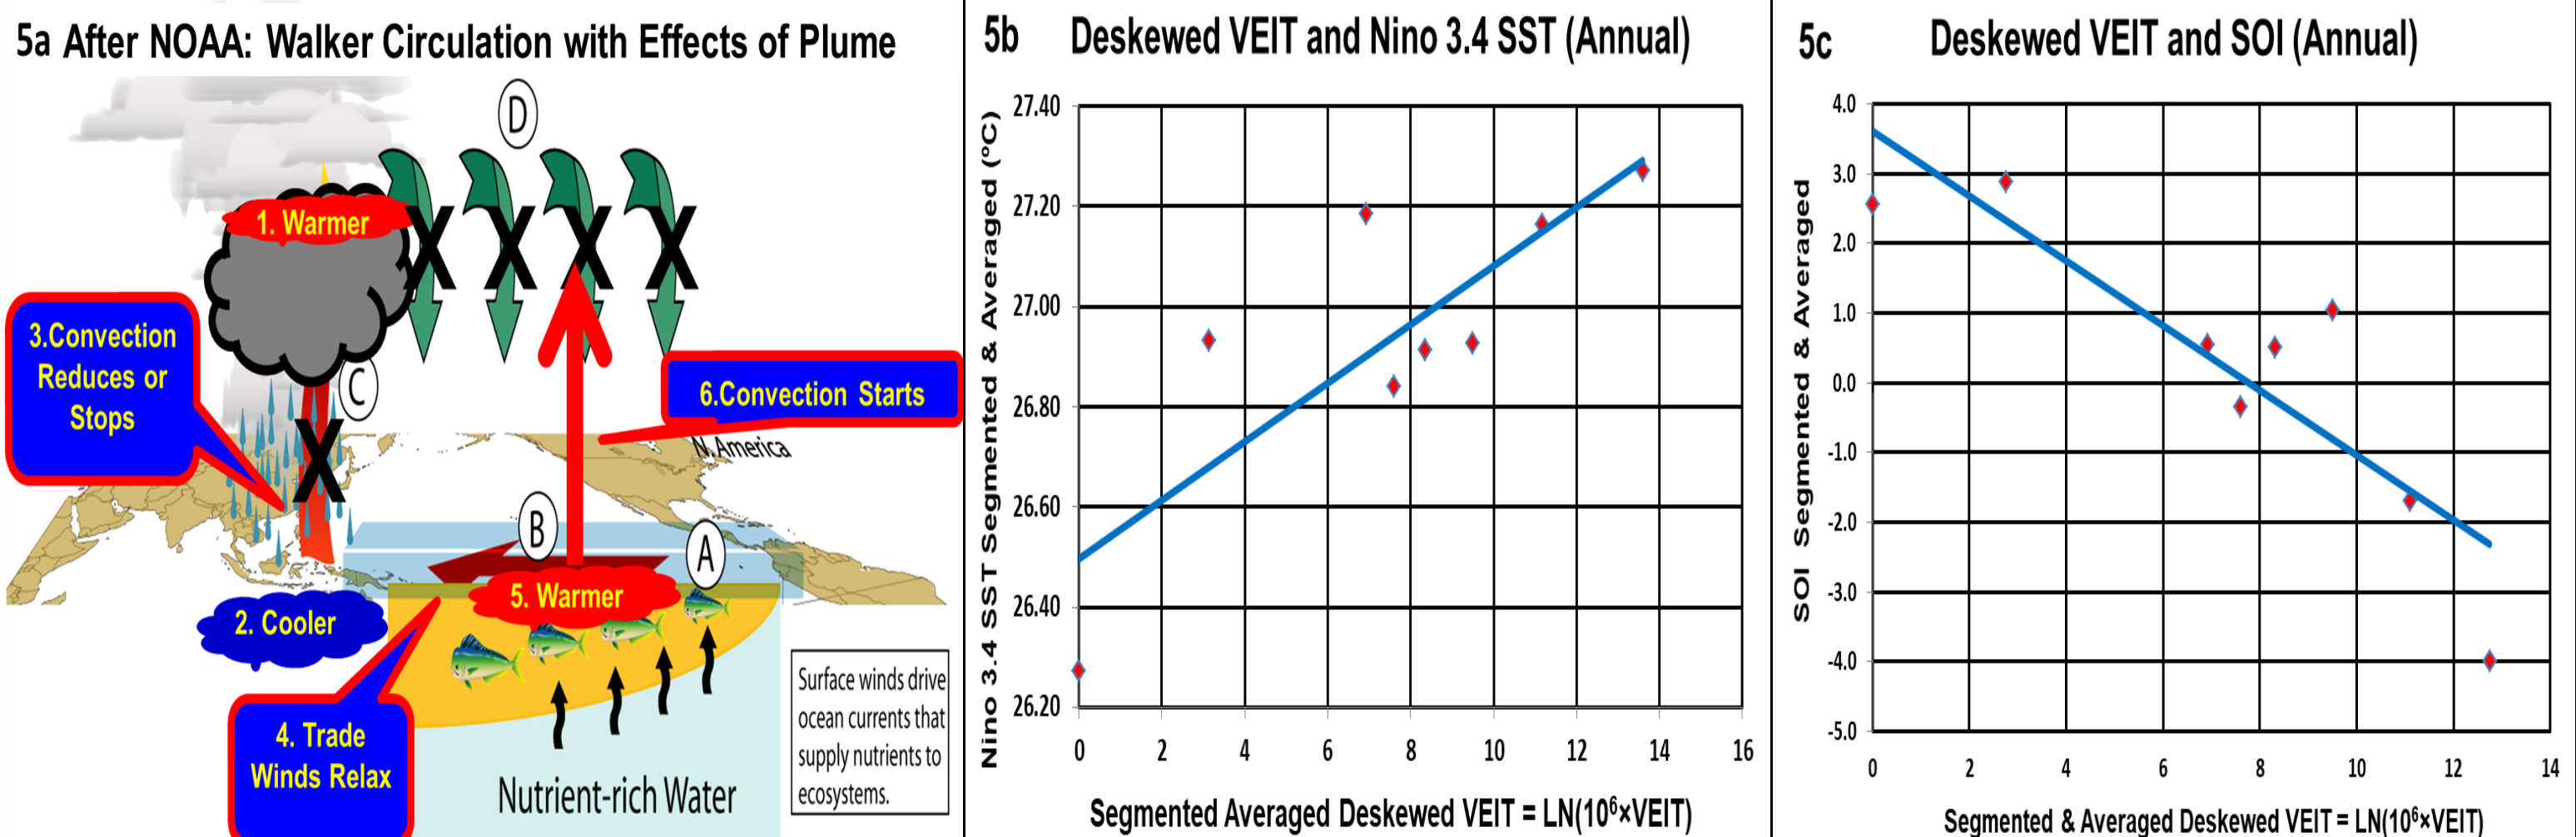 5a After NOAA: Walker Circulation with Effects of Plume
D
1. Warmer
3.Convection
Reduces or
Stops
C
6.Convection Starts
N.America
B
A
5. Warmer
2. Cooler
4. Trade
Winds Relax
Nutrient-rich Water
Surface winds drive
ocean currents that
supply nutrients to
ecosystems.
5b Deskewed VEIT and Nino 3.4 SST (Annual)
Nino 3.4 SST Segmented & Averaged (ºC)
27.40
27.20
27.00
26.80
26.60
26.40
26.20
0 2 4 6 8 10 12 14 16
Segmented Averaged Deskewed VEIT = LN(10⁶×VEIT)
5c Deskewed VEIT and SOI (Annual)
SOI Segmented & Averaged
4.0
3.0
2.0
1.0
0.0
-1.0
-2.0
-3.0
-4.0
-5.0
0 2 4 6 8 10 12 14
Segmented & Averaged Deskewed VEIT = LN(10⁶×VEIT)